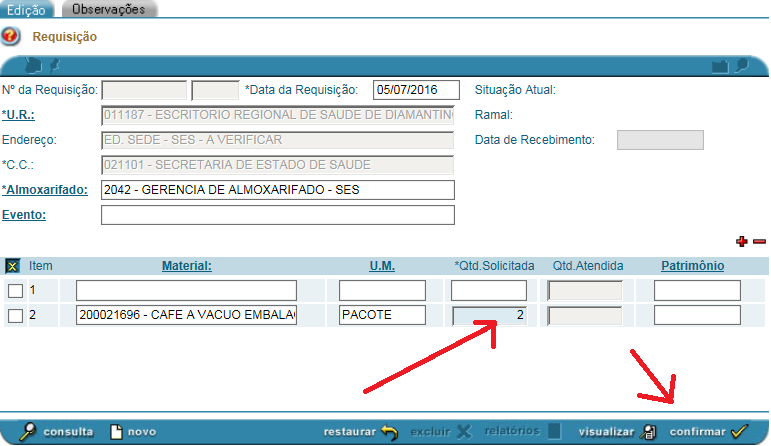 Edição Observações
Requisição
Nº da Requisição: *Data da Requisição: 05/07/2016 Situação Atual:
*U.R.: 011187 - ESCRITORIO REGIONAL DE SAUDE DE DIAMANTINO Ramal:
Endereço: ED. SEDE - SES - A VERIFICAR Data de Recebimento:
*C.C.: 021101 - SECRETARIA DE ESTADO DE SAUDE
*Almoxarifado: 2042 - GERENCIA DE ALMOXARIFADO - SES
Evento:
Item Material: U.M. *Qtd.Solicitada Qtd.Atendida Patrimônio
1
2 200021696 - CAFE A VACUO EMBALAG PACOTE 2
consulta novo restaurar excluir relatórios visualizar confirmar